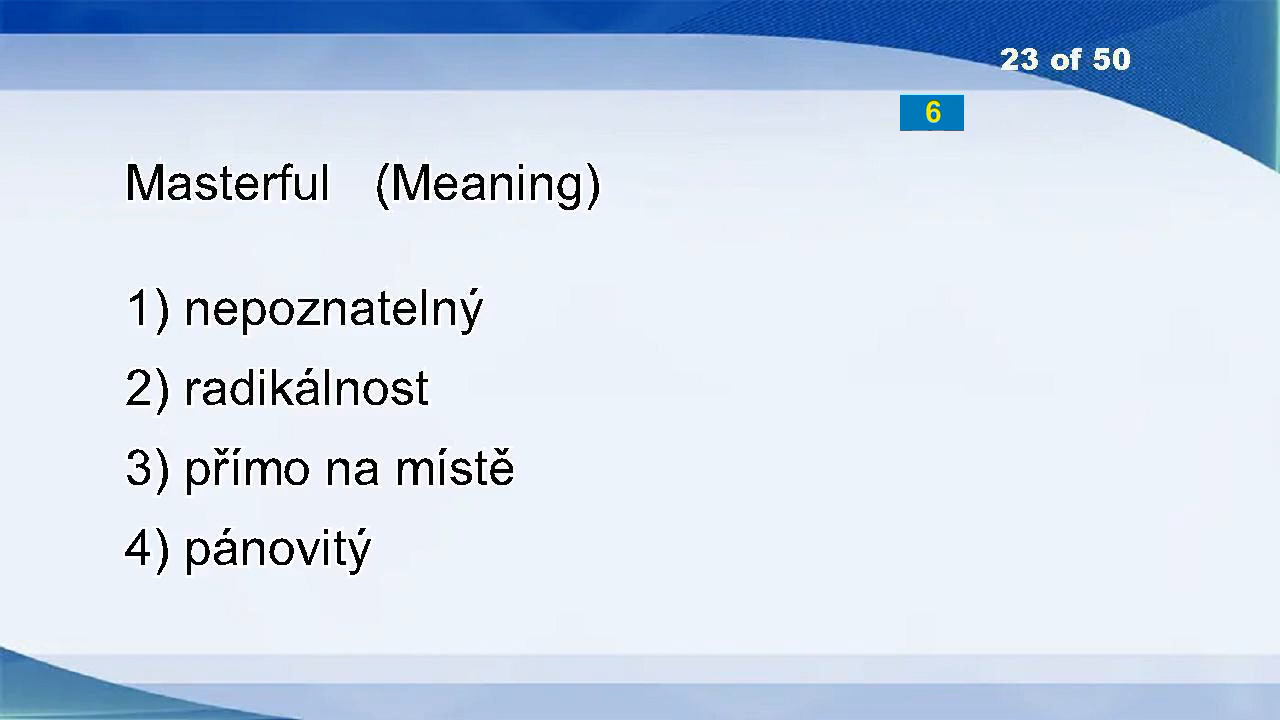 23 of 50
6
Masterful (Meaning)
1) nepoznatelný
2) radikálnost
3) přímo na místě
4) pánovitý